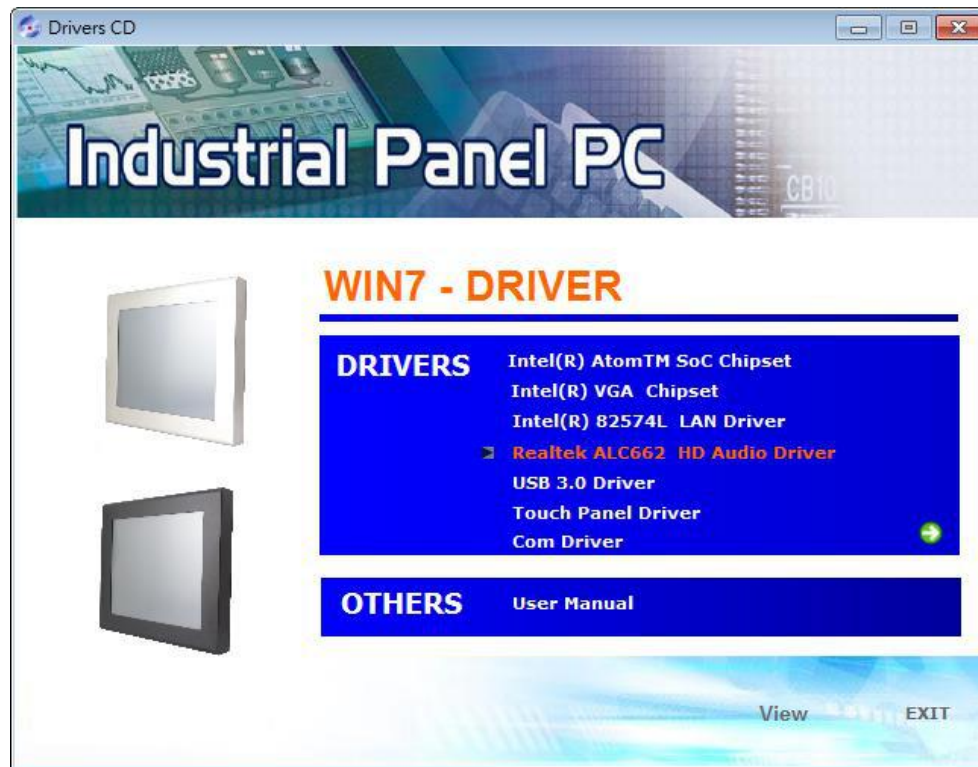 Drivers CD
Industrial Panel PC
CB10
WIN7 - DRIVER
DRIVERS
Intel(R) AtomTM SoC Chipset
Intel(R) VGA  Chipset
Intel(R) 82574L  LAN Driver
Realtek ALC662  HD Audio Driver
USB 3.0 Driver
Touch Panel Driver
Com Driver
OTHERS
User Manual
View
EXIT